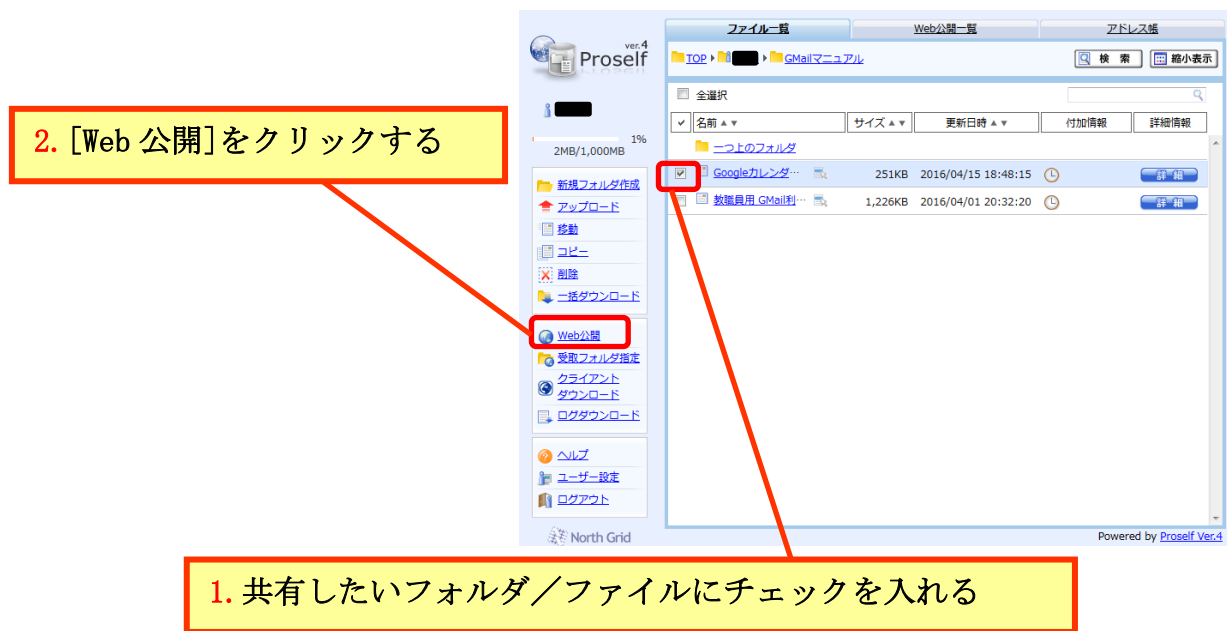 2. [Web 公開]をクリックする
Proself ver.4
1%
2MB/1,000MB
新規フォルダ作成
アップロード
移動
コピー
削除
一括ダウンロード
Web公開
受取フォルダ指定
クライアント
ダウンロード
ログダウンロード
ヘルプ
ユーザー設定
ログアウト
North Grid
ファイル一覧 Web公開一覧 アドレス帳
TOP GMailマニュアル 検 索 縮小表示
全選択
名前 ▲▼ サイズ ▲▼ 更新日時 ▲▼ 付加情報 詳細情報
一つ上のフォルダ
Googleカレンダ… 251KB 2016/04/15 18:48:15 詳 細
教職員用 GMail利… 1,226KB 2016/04/01 20:32:20 詳 細
Powered by Proself Ver.4
1. 共有したいフォルダ／ファイルにチェックを入れる